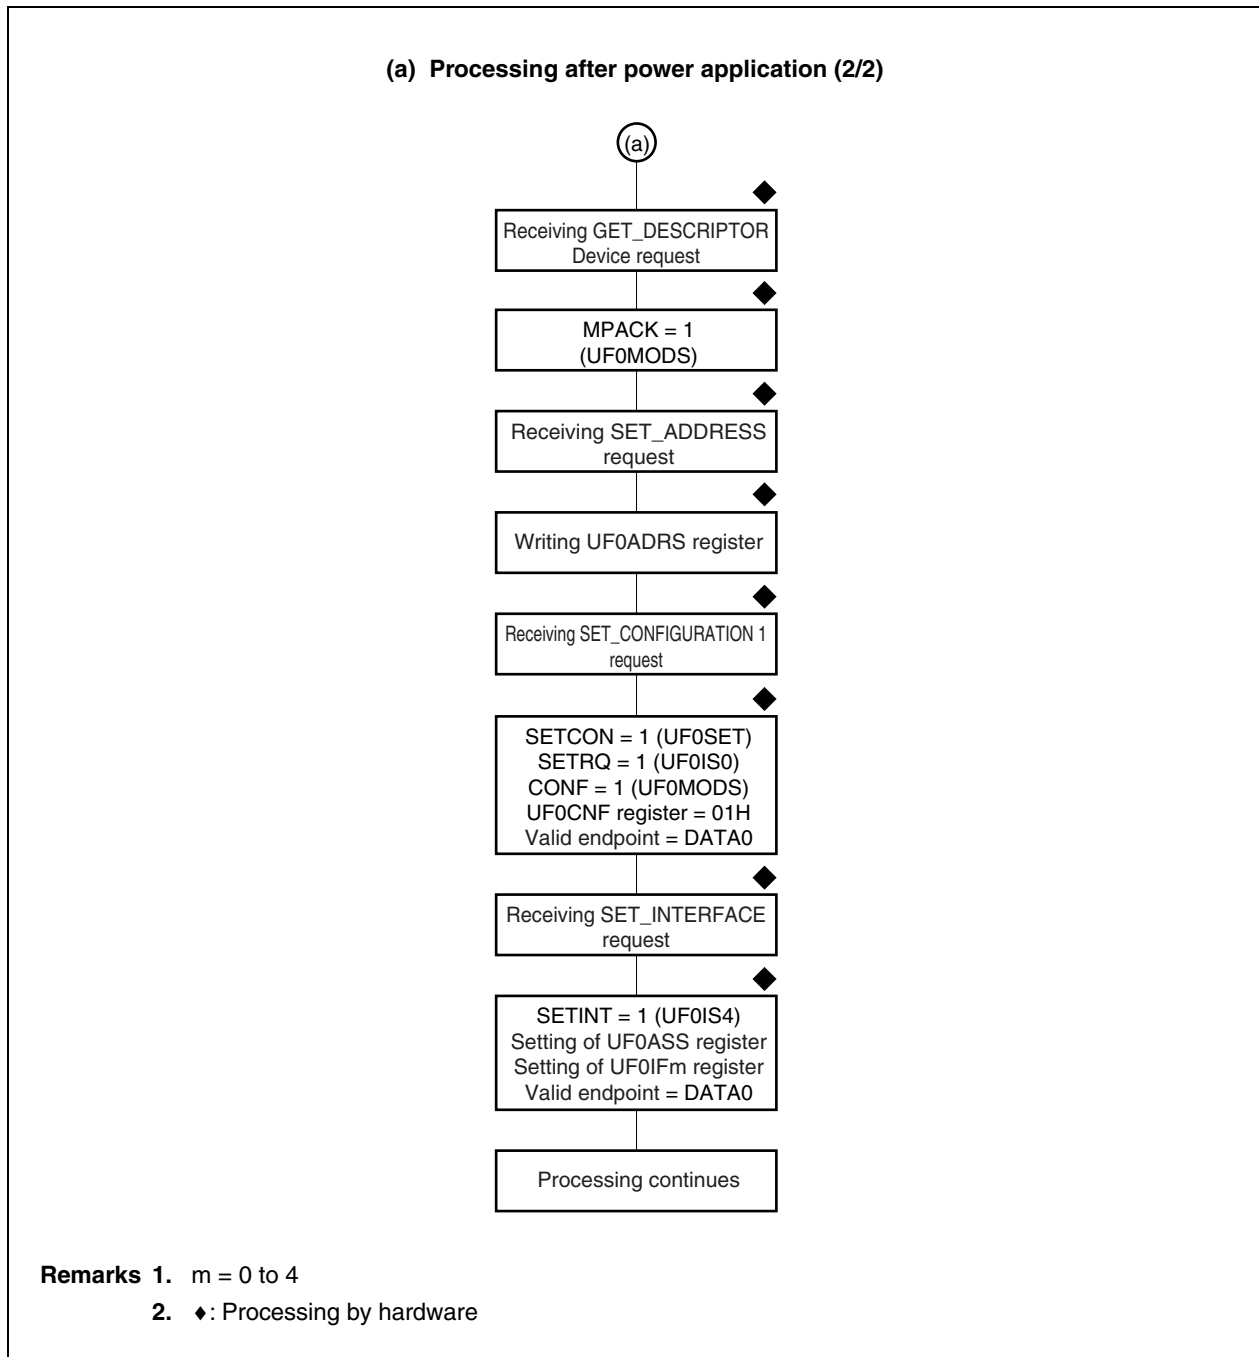 (a) Processing after power application (2/2)
(a)
Receiving GET_DESCRIPTOR
Device request
MPACK = 1
(UF0MODS)
Receiving SET_ADDRESS
request
Writing UF0ADRS register
Receiving SET_CONFIGURATION 1
request
SETCON = 1 (UF0SET)
SETRQ = 1 (UF0IS0)
CONF = 1 (UF0MODS)
UF0CNF register = 01H
Valid endpoint = DATA0
Receiving SET_INTERFACE
request
SETINT = 1 (UF0IS4)
Setting of UF0ASS register
Setting of UF0IFm register
Valid endpoint = DATA0
Processing continues
Remarks 1. m = 0 to 4
2. ♦: Processing by hardware